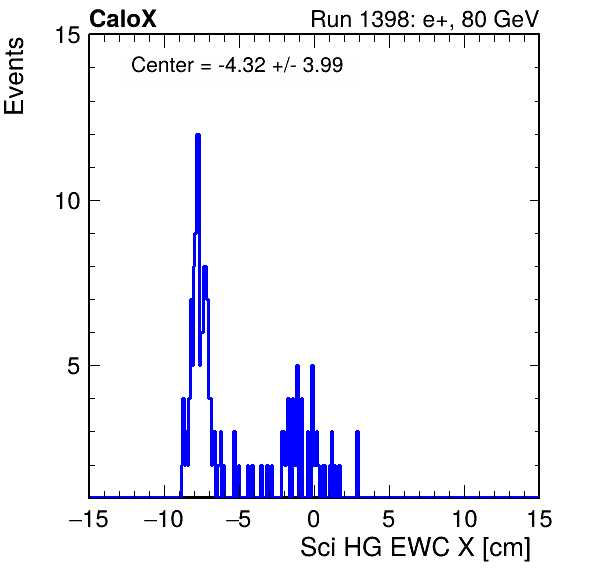 CaloX Run 1398: e+, 80 GeV
Events
Center = -4.32 +/- 3.99
15
10
5
−15 −10 −5 0 5 10 15
Sci HG EWC X [cm]